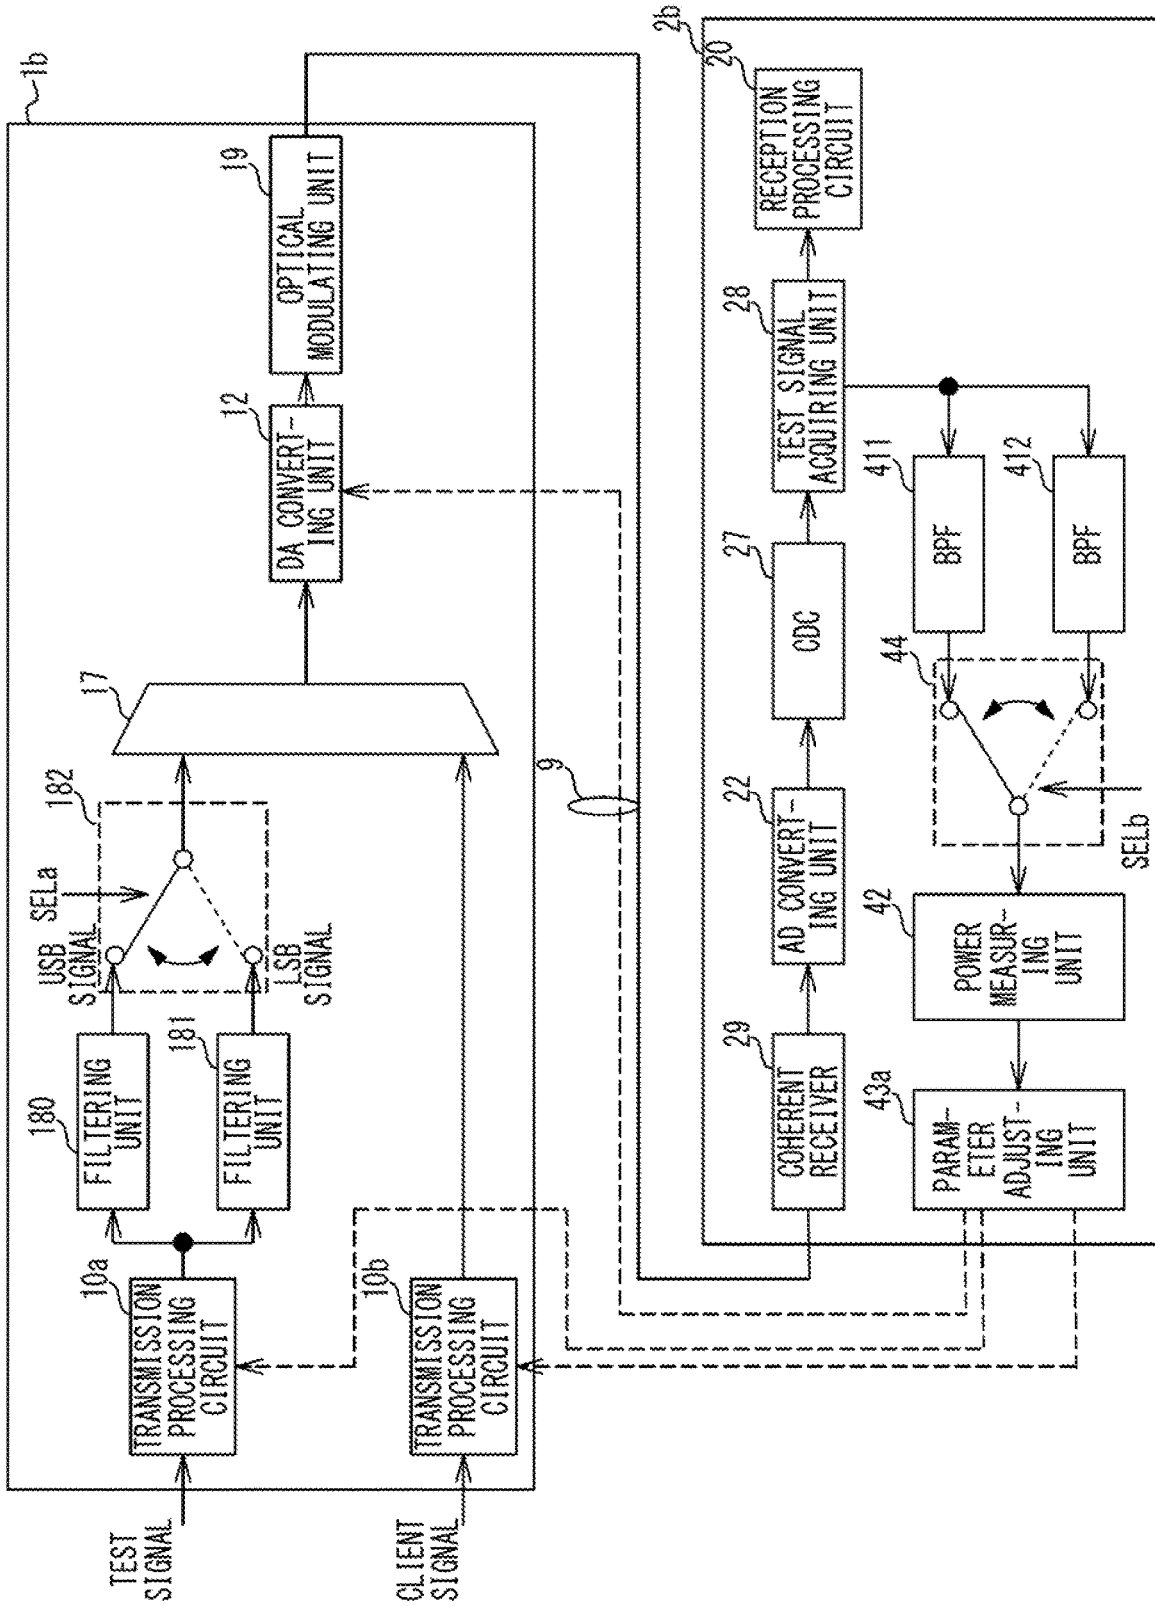 1b
TEST
SIGNAL
10a
TRANSMISSION
PROCESSING
CIRCUIT
180
FILTERING
UNIT
181
FILTERING
UNIT
USB
SIGNAL
SELa
182
LSB
SIGNAL
17
12
DA CONVERT-
ING UNIT
19
OPTICAL
MODULATING UNIT
CLIENT
SIGNAL
10b
TRANSMISSION
PROCESSING
CIRCUIT
9
2b
29
COHERENT
RECEIVER
22
AD CONVERT-
ING UNIT
27
CDC
28
TEST SIGNAL
ACQUIRING UNIT
20
RECEPTION
PROCESSING
CIRCUIT
43a
PARAM-
ETER
ADJUST-
ING
UNIT
42
POWER
MEASUR-
ING
UNIT
44
SELb
411
BPF
412
BPF